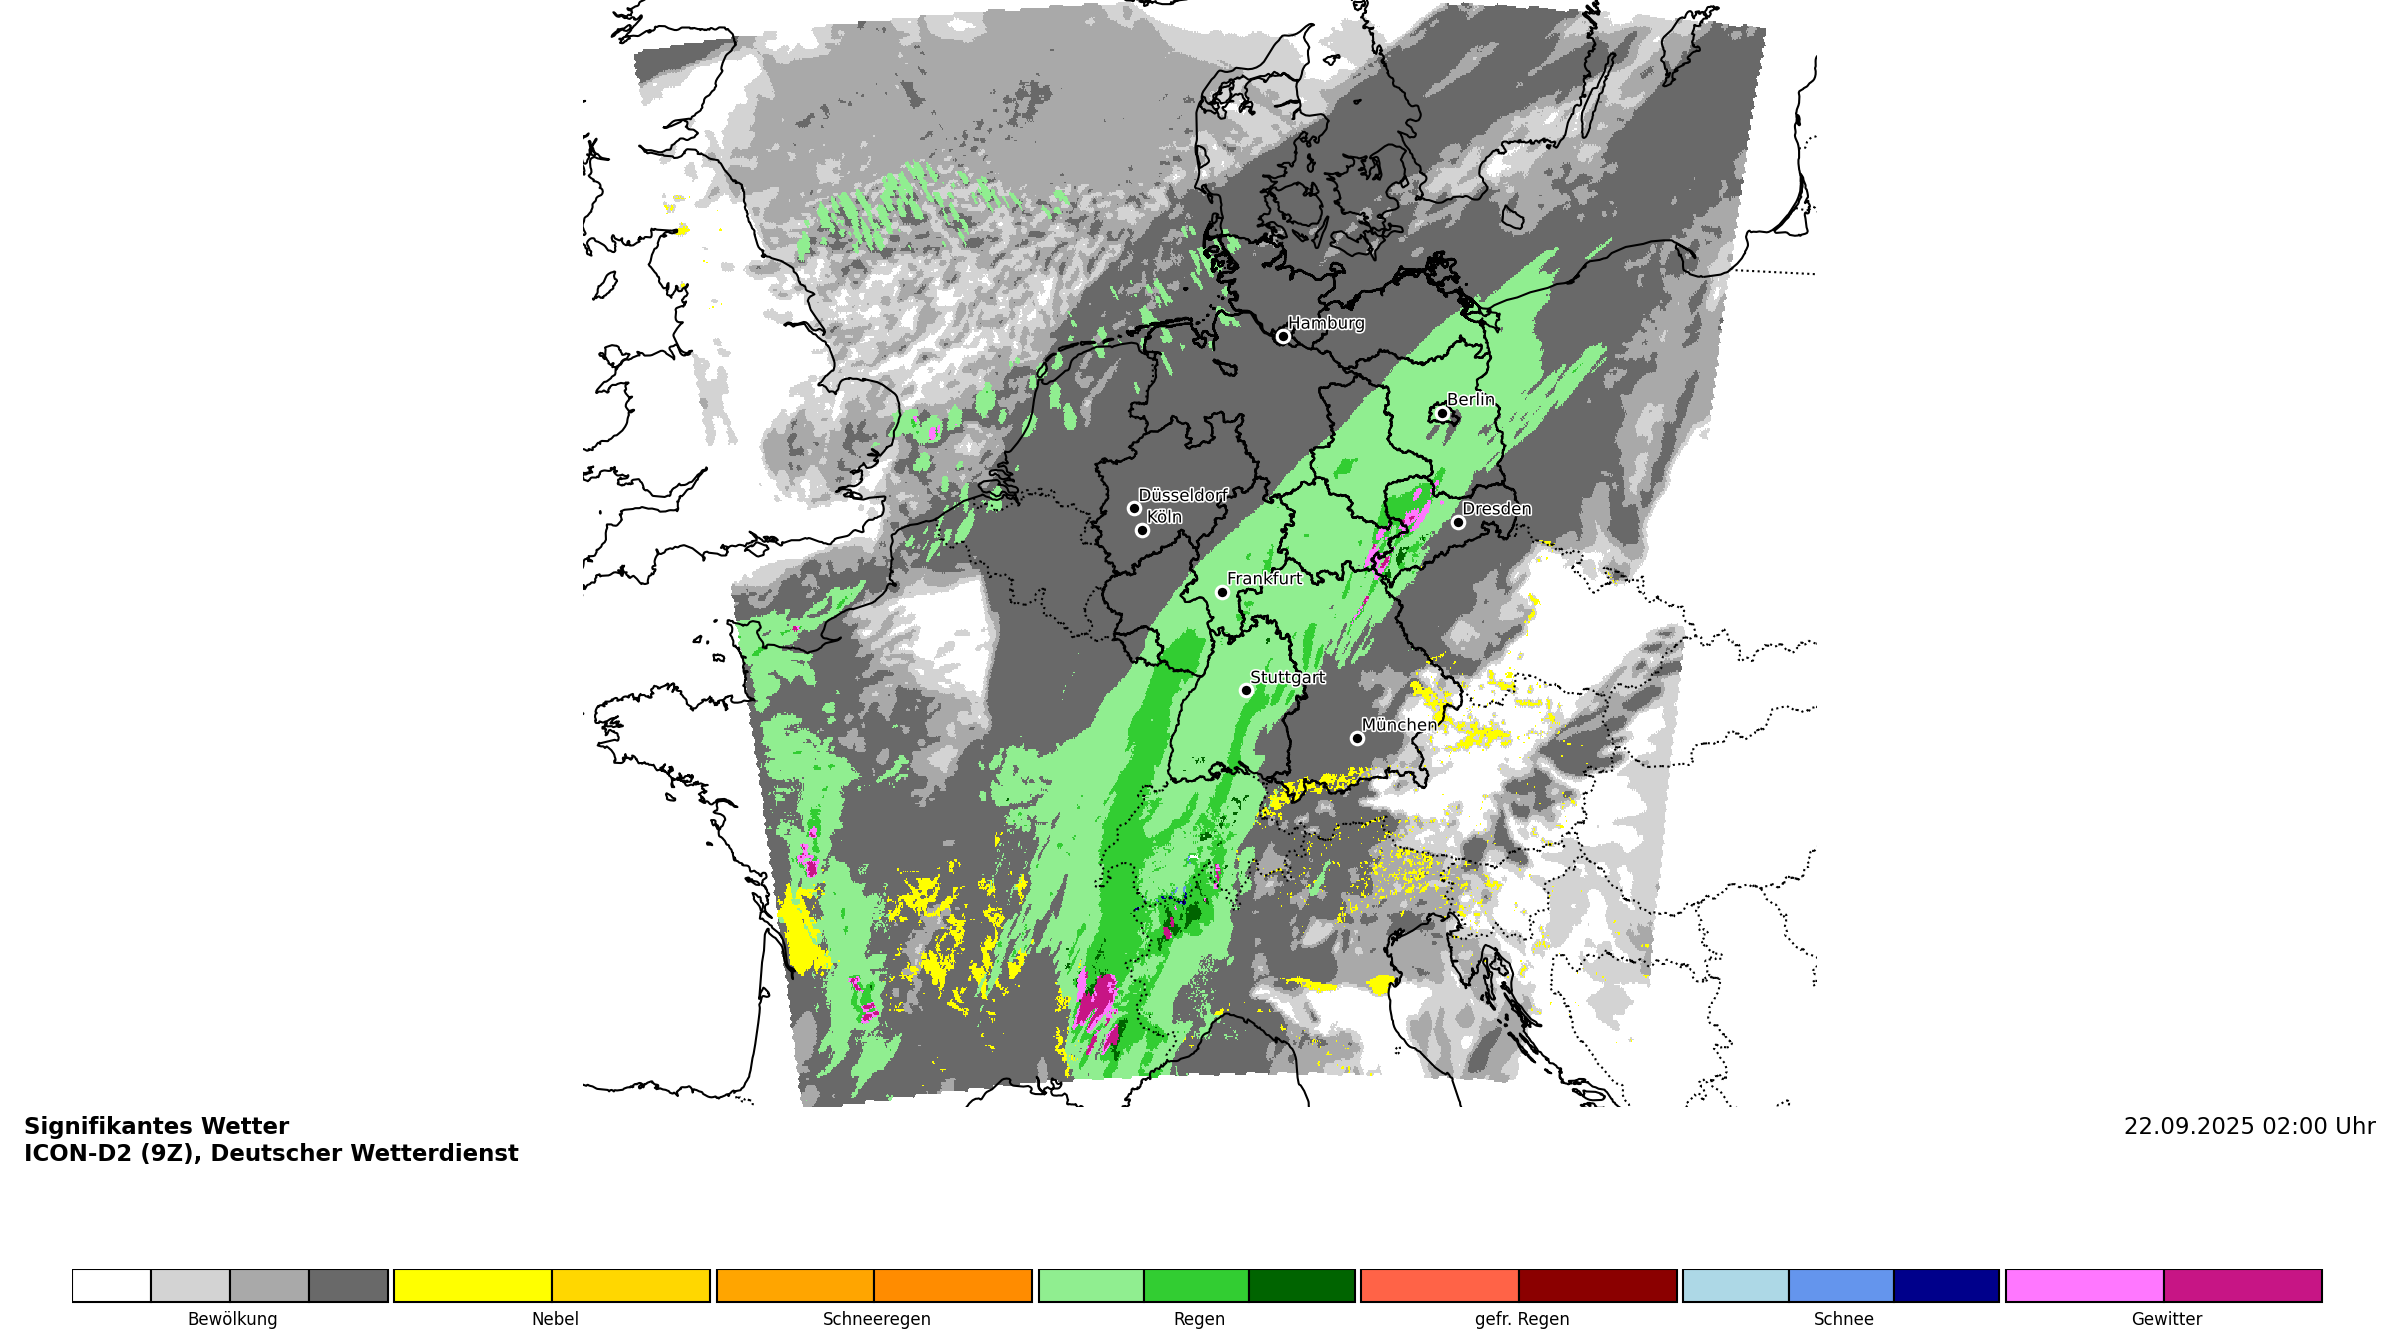 Hamburg
Berlin
Düsseldorf
Köln
Dresden
Frankfurt
Stuttgart
München
Signifikantes Wetter
ICON-D2 (9Z), Deutscher Wetterdienst
22.09.2025 02:00 Uhr
Bewölkung
Nebel
Schneeregen
Regen
gefr. Regen
Schnee
Gewitter